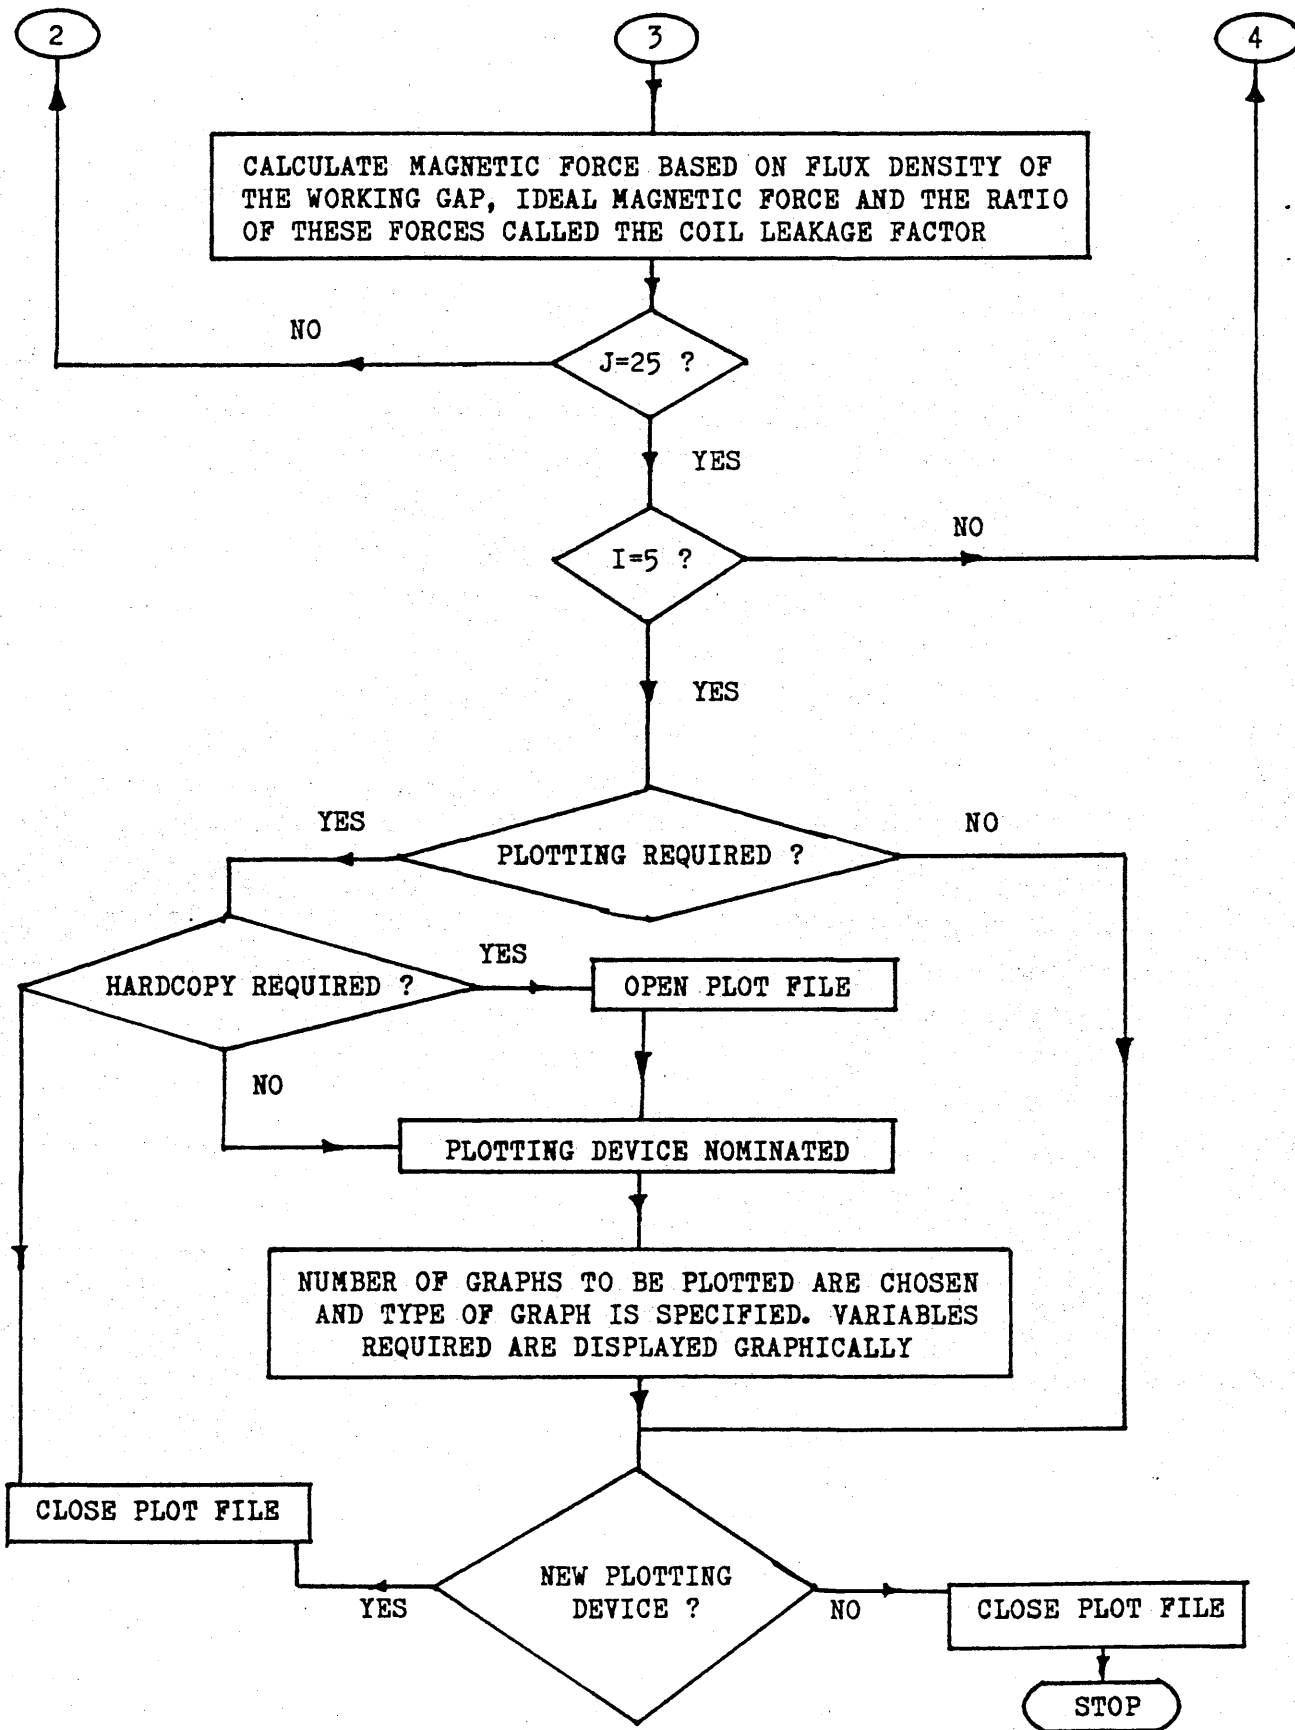 2
3
4
CALCULATE MAGNETIC FORCE BASED ON FLUX DENSITY OF
THE WORKING GAP, IDEAL MAGNETIC FORCE AND THE RATIO
OF THESE FORCES CALLED THE COIL LEAKAGE FACTOR
NO
J=25 ?
YES
NO
I=5 ?
YES
YES
NO
PLOTTING REQUIRED ?
YES
HARDCOPY REQUIRED ?
OPEN PLOT FILE
NO
PLOTTING DEVICE NOMINATED
NUMBER OF GRAPHS TO BE PLOTTED ARE CHOSEN
AND TYPE OF GRAPH IS SPECIFIED. VARIABLES
REQUIRED ARE DISPLAYED GRAPHICALLY
CLOSE PLOT FILE
NEW PLOTTING
DEVICE ?
YES
NO
CLOSE PLOT FILE
STOP